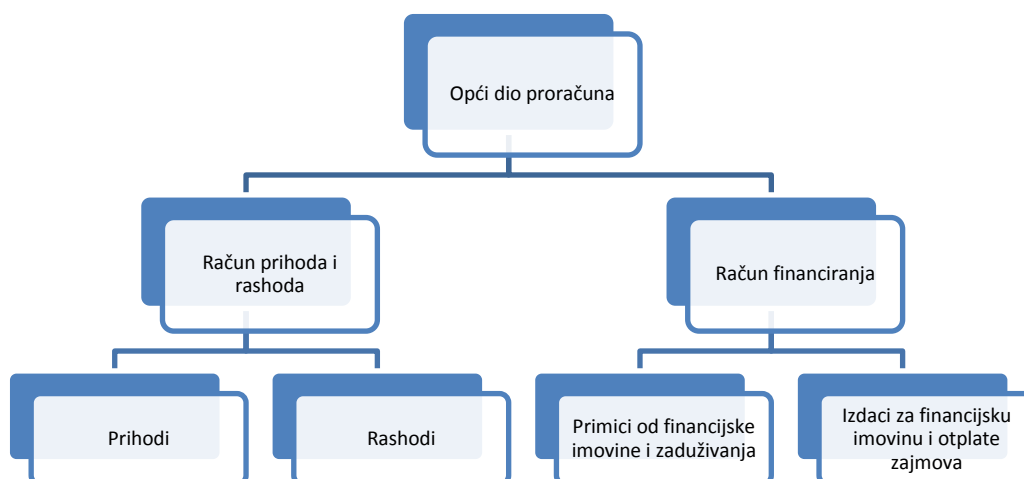 Opći dio proračuna
Račun prihoda i
rashoda
Račun financiranja
Prihodi
Rashodi
Primici od financijske
imovine i zaduživanja
Izdaci za financijsku
imovinu i otplate
zajmova